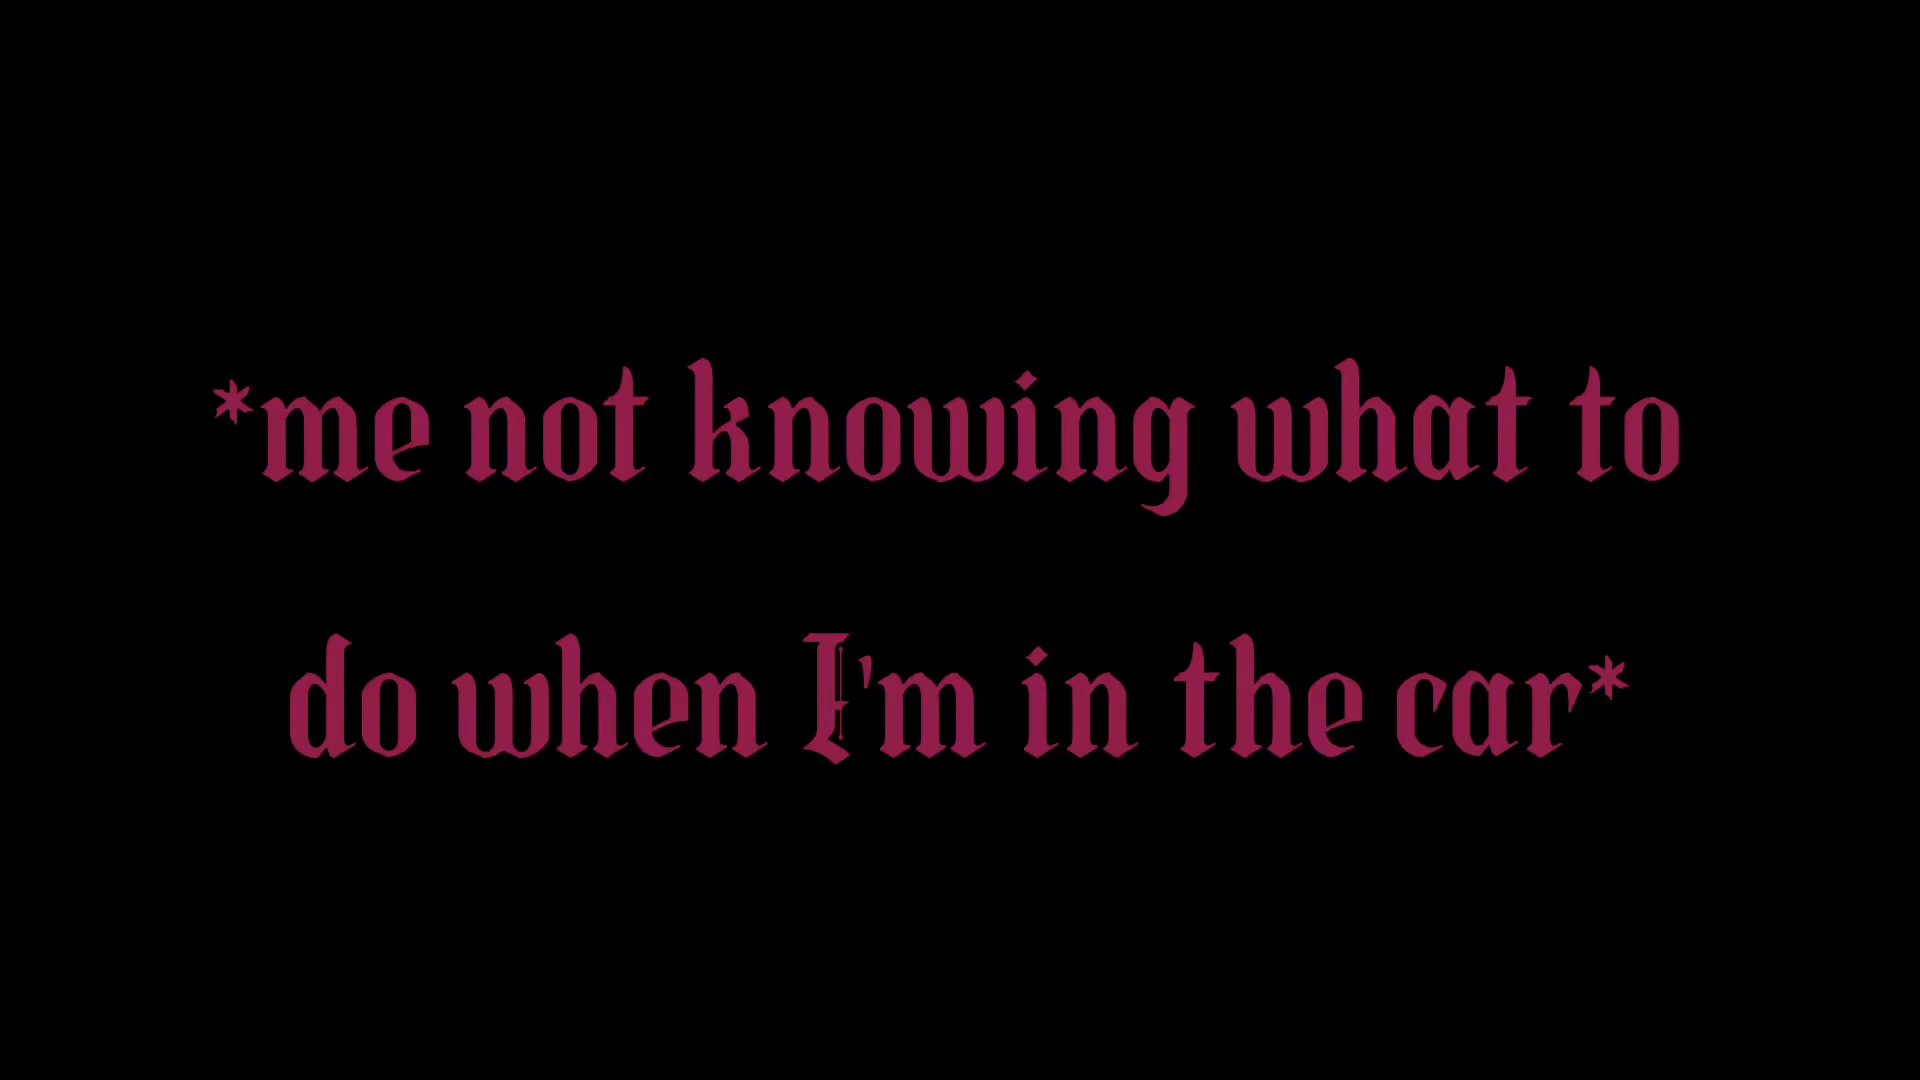 *me not knowing what to
do when I'm in the car*